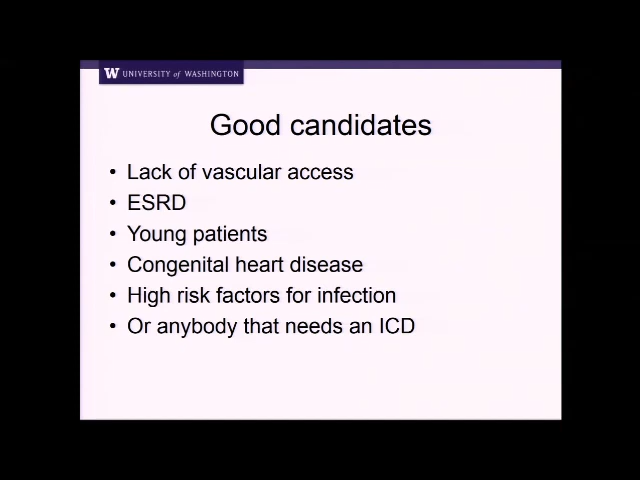 W UNIVERSITY of WASHINGTON
Good candidates
• Lack of vascular access
• ESRD
• Young patients
• Congenital heart disease
• High risk factors for infection
• Or anybody that needs an ICD